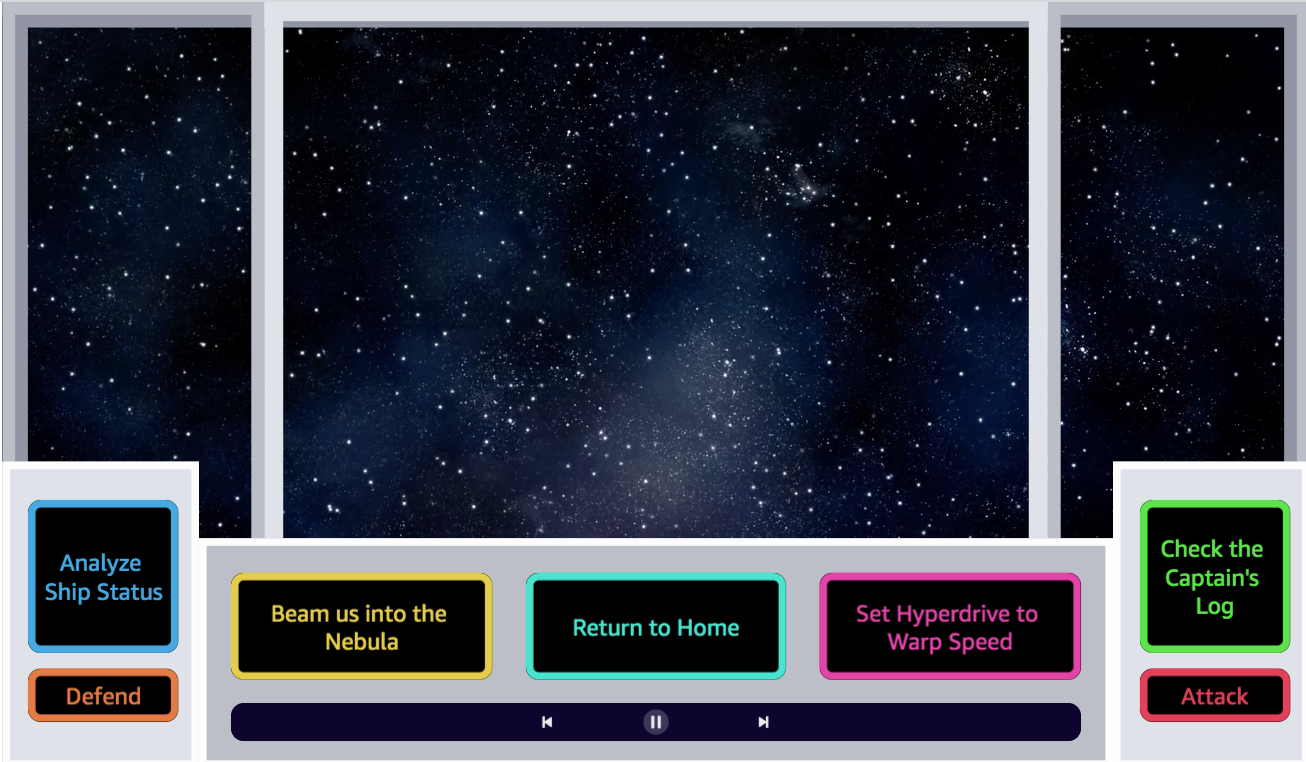 Analyze
Ship Status
Defend
Beam us into the
Nebula
Return to Home
Set Hyperdrive to
Warp Speed
Check the
Captain's
Log
Attack